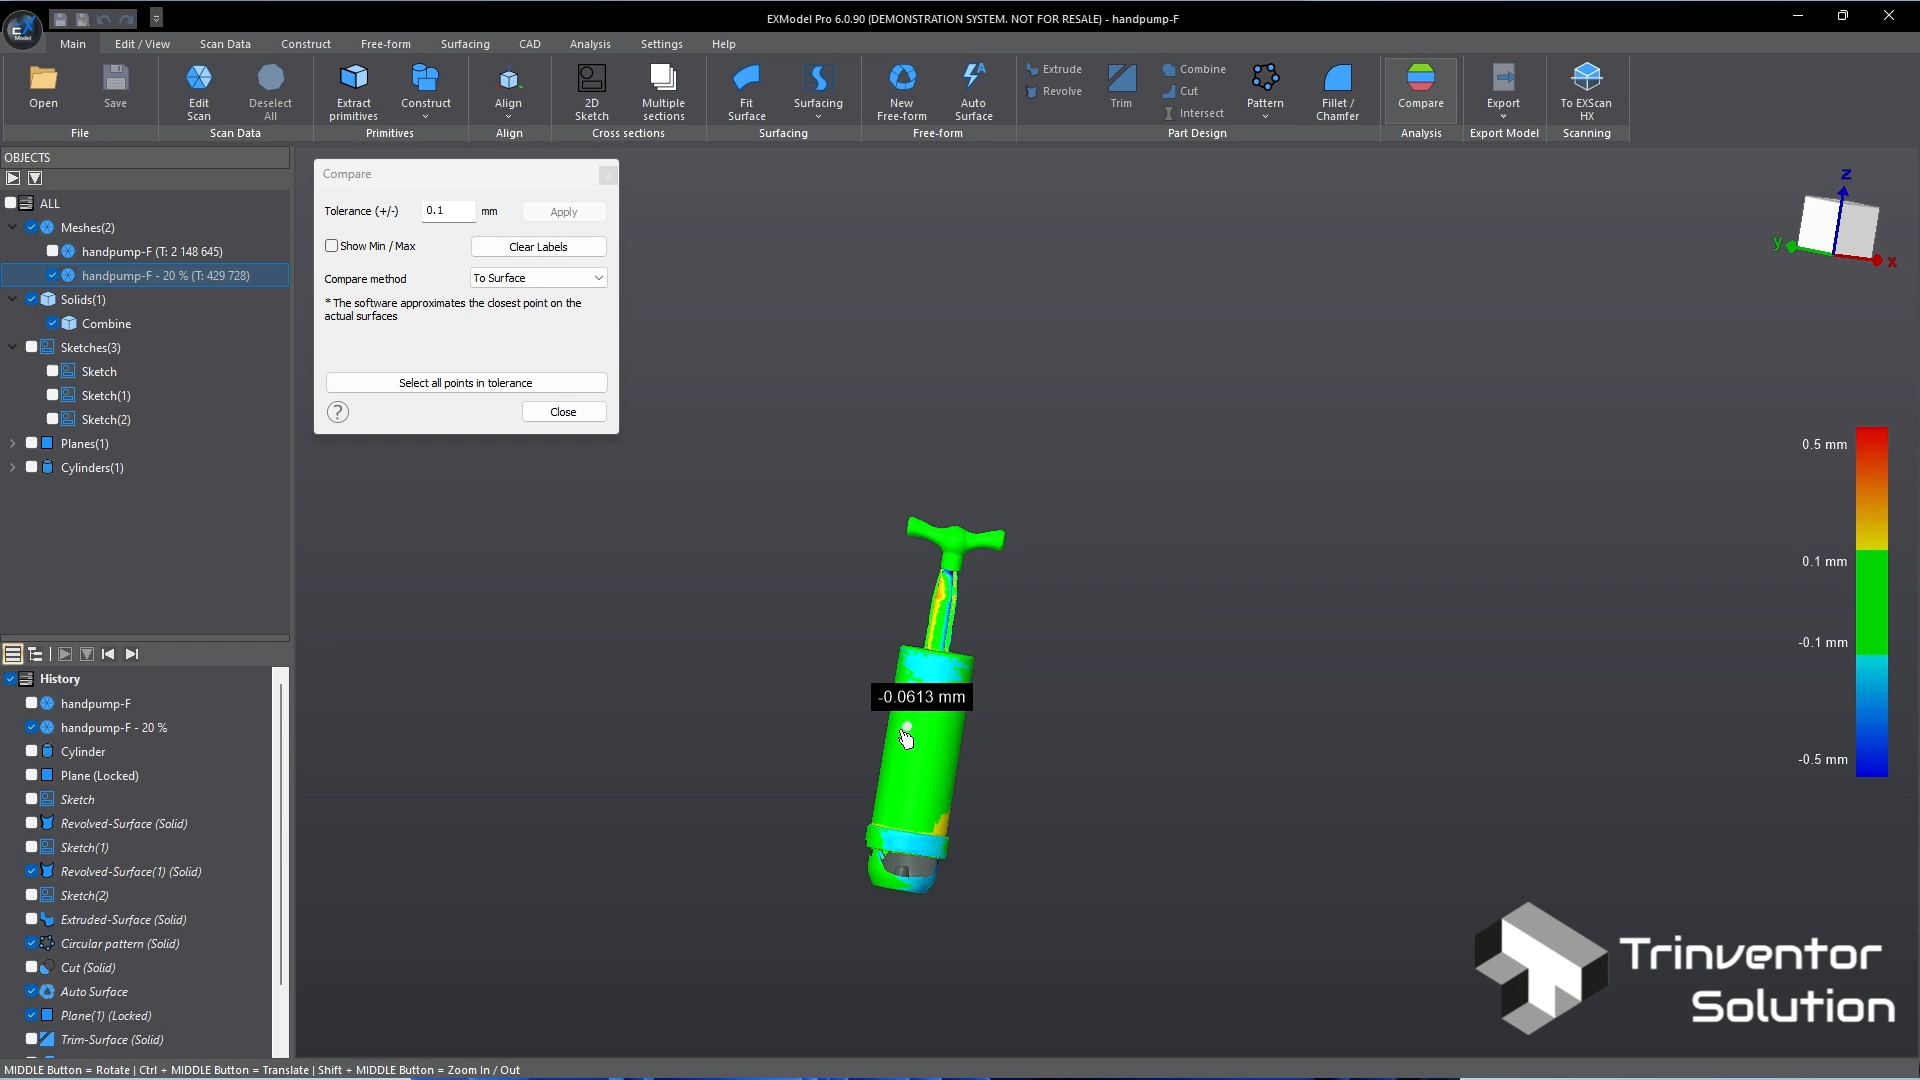 EXModel Pro 6.0.90 (DEMONSTRATION SYSTEM. NOT FOR RESALE) - handpump-F
Main Edit / View Scan Data Construct Free-form Surfacing CAD Analysis Settings Help
Open Save
File
Edit Scan Deselect All
Scan Data
Extract primitives Construct
Primitives
Align
Align
2D Sketch Multiple sections
Cross sections
Fit Surface Surfacing
Surfacing
New Free-form Auto Surface
Free-form
Extrude
Revolve
Trim
Combine
Cut
Intersect
Pattern
Fillet / Chamfer
Part Design
Compare
Analysis
Export
Export Model
To EXScan HX
Scanning
OBJECTS
ALL
Meshes(2)
handpump-F (T: 2 148 645)
handpump-F - 20 % (T: 429 728)
Solids(1)
Combine
Sketches(3)
Sketch
Sketch(1)
Sketch(2)
Planes(1)
Cylinders(1)
History
handpump-F
handpump-F - 20 %
Cylinder
Plane (Locked)
Sketch
Revolved-Surface (Solid)
Sketch(1)
Revolved-Surface(1) (Solid)
Sketch(2)
Extruded-Surface (Solid)
Circular pattern (Solid)
Cut (Solid)
Auto Surface
Plane(1) (Locked)
Trim-Surface (Solid)
Compare
Tolerance (+/-) 0.1 mm Apply
Show Min / Max Clear Labels
Compare method To Surface
* The software approximates the closest point on the
actual surfaces
Select all points in tolerance
? Close
-0.0613 mm
z
y
x
0.5 mm
0.1 mm
-0.1 mm
-0.5 mm
Trinventor
Solution
MIDDLE Button = Rotate | Ctrl + MIDDLE Button = Translate | Shift + MIDDLE Button = Zoom In / Out